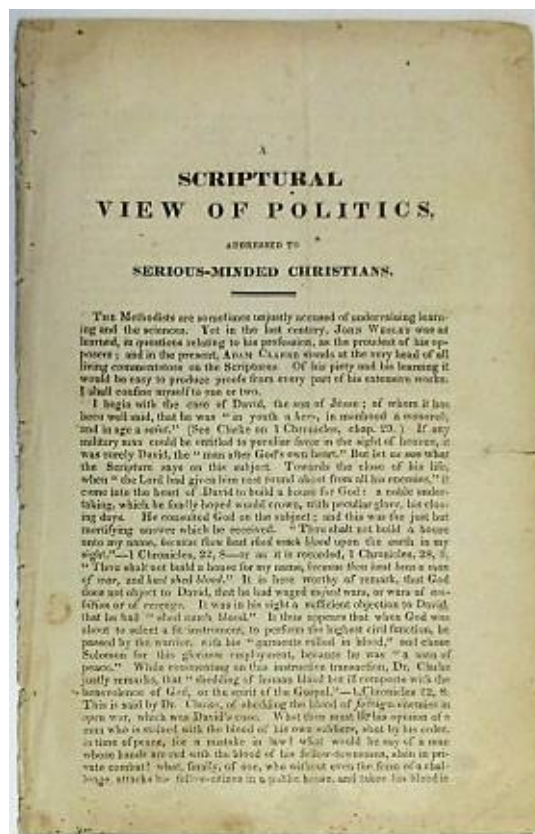 A
SCRIPTURAL
VIEW OF POLITICS,
ADDRESSED TO
SERIOUS-MINDED CHRISTIANS.
THE Methodists are sometimes unjustly accused of undervaluing learn-
ing and the sciences. Yet in the last century, JOHN WESLEY was as
learned, in questions relating to his profession, as the proudest of his op-
posers; and in the present, ADAM CLARKE stands at the very head of all
living commentators on the Scriptures. Of his piety and his learning it
would be easy to produce proofs from every part of his extensive works.
I shall confine myself to one or two.
I begin with the case of David, the son of Jesse; of whom it has
been well said, that he was "in youth a hero, in manhood a monarch,
and in age a saint." (See Clarke on 1 Chronicles, chap. 29.) If any
military man could be entitled to peculiar favor in the sight of heaven, it
was surely David, the "man after God's own heart." But let us see what
the Scripture says on this subject. Towards the close of his life,
when "the Lord had given him rest round about from all his enemies," it
came into the heart of David to build a house for God: a noble under-
taking, which he fondly hoped would crown, with peculiar glory, his clos-
ing days. He consulted God on the subject; and this was the just but
mortifying answer which he received. "Thou shalt not build a house
unto my name, because thou hast shed much blood upon the earth in my
sight."—1 Chronicles, 22, 8—or as it is recorded, 1 Chronicles, 28, 3,
"Thou shalt not build a house for my name, because thou hast been a man
of war, and hast shed blood." It is here worthy of remark, that God
does not object to David, that he had waged unjust wars, or wars of am-
bition or of revenge. It was in his sight a sufficient objection to David,
that he had "shed much blood." It thus appears that when God was
about to select a fit instrument, to perform the highest civil function, he
passed by the warrior, with his "garments rolled in blood," and chose
Solomon for this glorious employment, because he was "a man of
peace." While commenting on this instructive transaction, Dr. Clarke
justly remarks, that "shedding of human blood but ill comports with the
benevolence of God, or the spirit of the Gospel."—1 Chronicles 22, 8.
This is said by Dr. Clarke, of shedding the blood of foreign enemies in
open war, which was David's case. What then must be his opinion of a
man who is stained with the blood of his own soldiers, shot by his order,
in time of peace, for a mistake in law! what would he say of a man
whose hands are red with the blood of his fellow-townsmen, slain in pri-
vate combat! what, finally, of one, who without even the form of a chal-
lenge, attacks his fellow-citizen in a public house, and takes his blood in